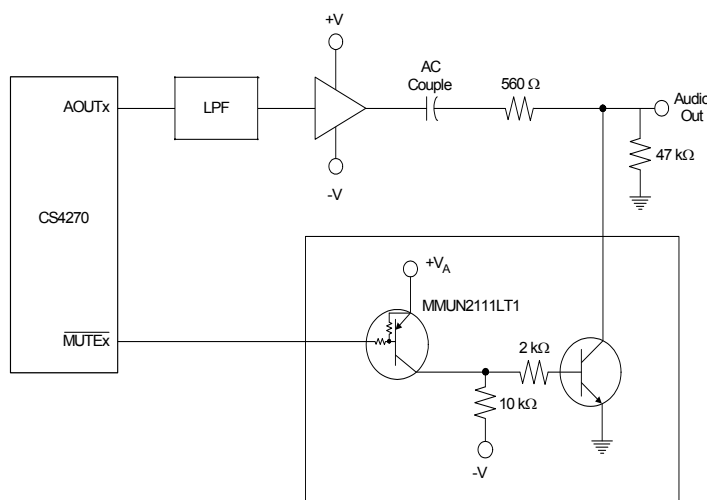 +V
AC
Couple
560 Ω
AOUTx
LPF
Audio
Out
47 kΩ
-V
CS4270
+VA
MMUN2111LT1
MUTEx
2 kΩ
10 kΩ
-V